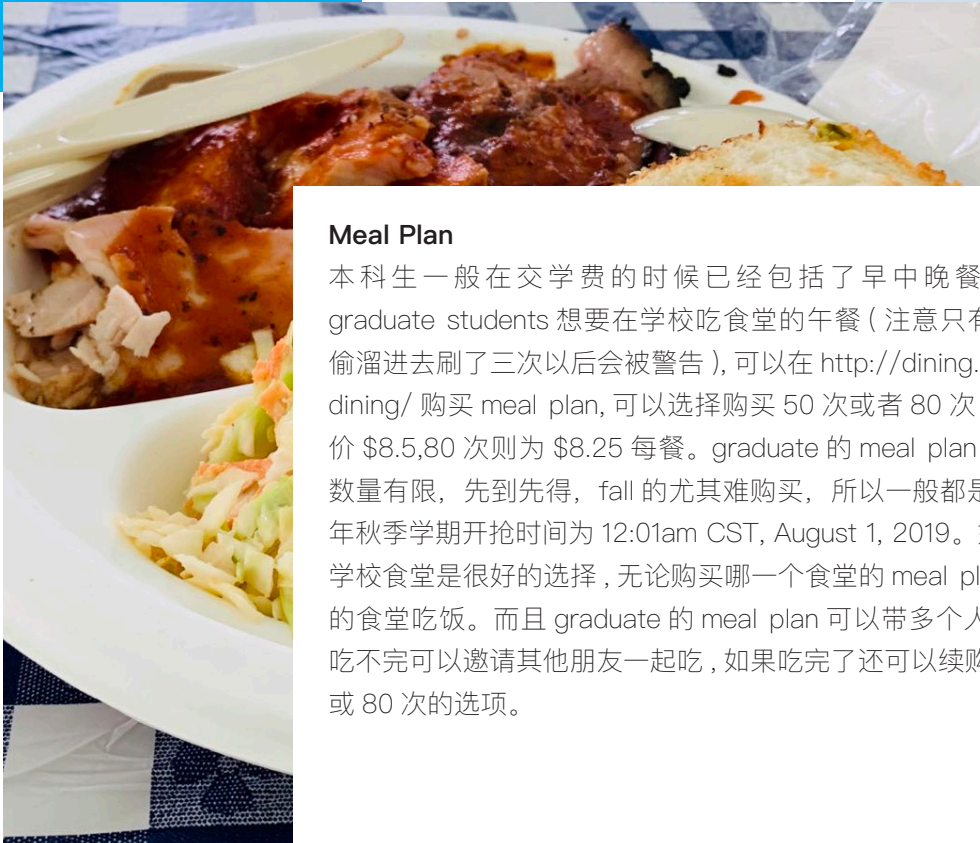 Meal Plan
本科生一般在交学费的时候已经包括了早中晚餐
graduate students 想要在学校吃食堂的午餐 ( 注意只有
偷溜进去刷了三次以后会被警告 ), 可以在 http://dining.
dining/ 购买 meal plan, 可以选择购买 50 次或者 80 次
价 $8.5,80 次则为 $8.25 每餐。graduate 的 meal plan
数量有限，先到先得，fall 的尤其难购买，所以一般都是
年秋季学期开抢时间为 12:01am CST, August 1, 2019。
学校食堂是很好的选择 , 无论购买哪一个食堂的 meal pl
的食堂吃饭。而且 graduate 的 meal plan 可以带多个人
吃不完可以邀请其他朋友一起吃 , 如果吃完了还可以续购
或 80 次的选项。